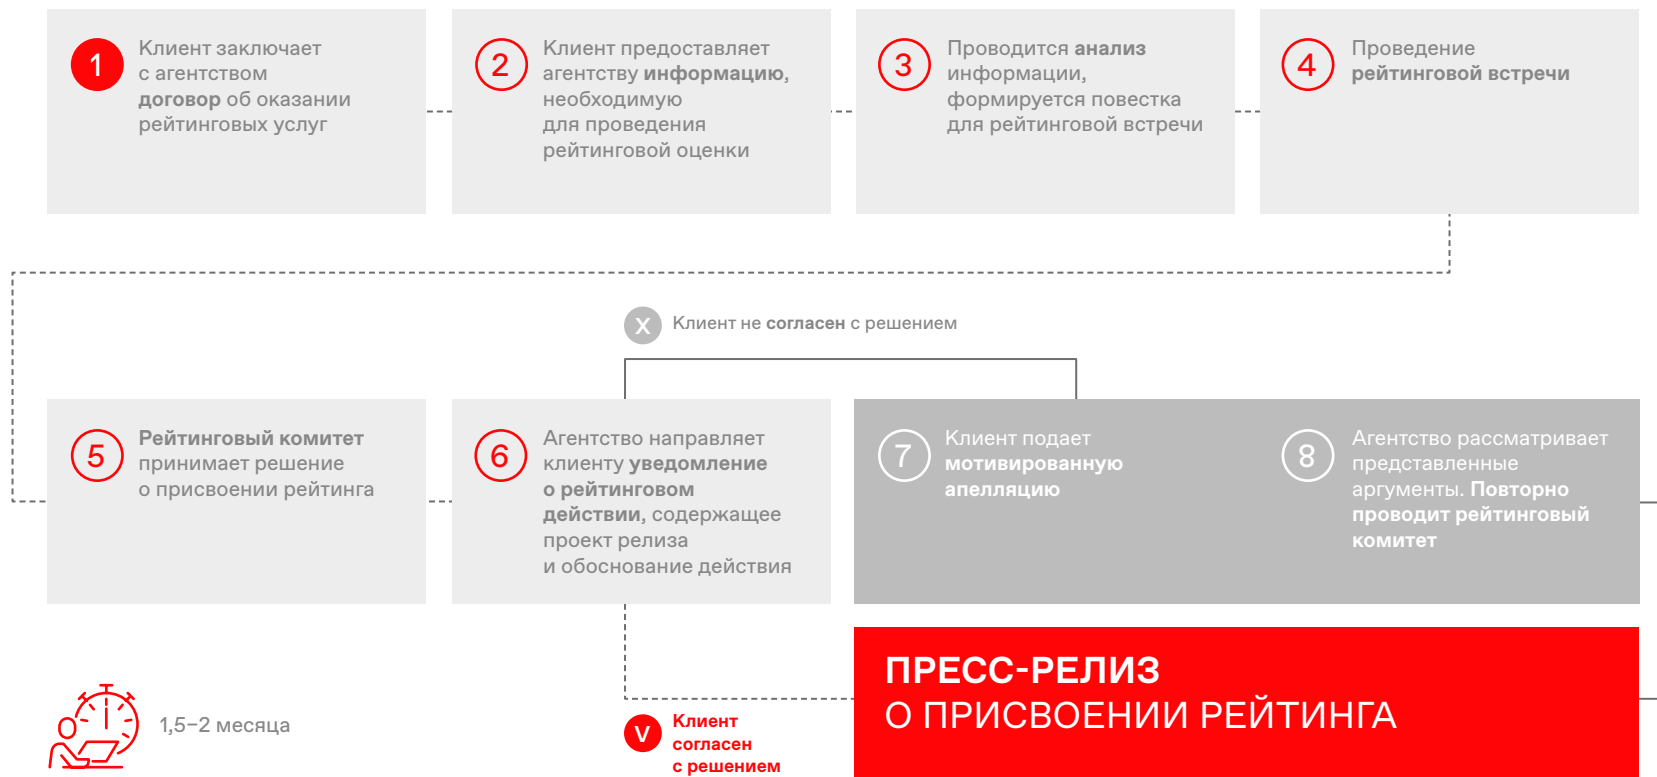 1
Клиент заключает
с агентством
договор об оказании
рейтинговых услуг
2
Клиент предоставляет
агентству информацию,
необходимую
для проведения
рейтинговой оценки
3
Проводится анализ
информации,
формируется повестка
для рейтинговой встречи
4
Проведение
рейтинговой встречи
X
Клиент не согласен с решением
5
Рейтинговый комитет
принимает решение
о присвоении рейтинга
6
Агентство направляет
клиенту уведомление
о рейтинговом
действии, содержащее
проект релиза
и обоснование действия
7
Клиент подает
мотивированную
апелляцию
8
Агентство рассматривает
представленные
аргументы. Повторно
проводит рейтинговый
комитет
1,5–2 месяца
V
Клиент
согласен
с решением
ПРЕСС-РЕЛИЗ
О ПРИСВОЕНИИ РЕЙТИНГА